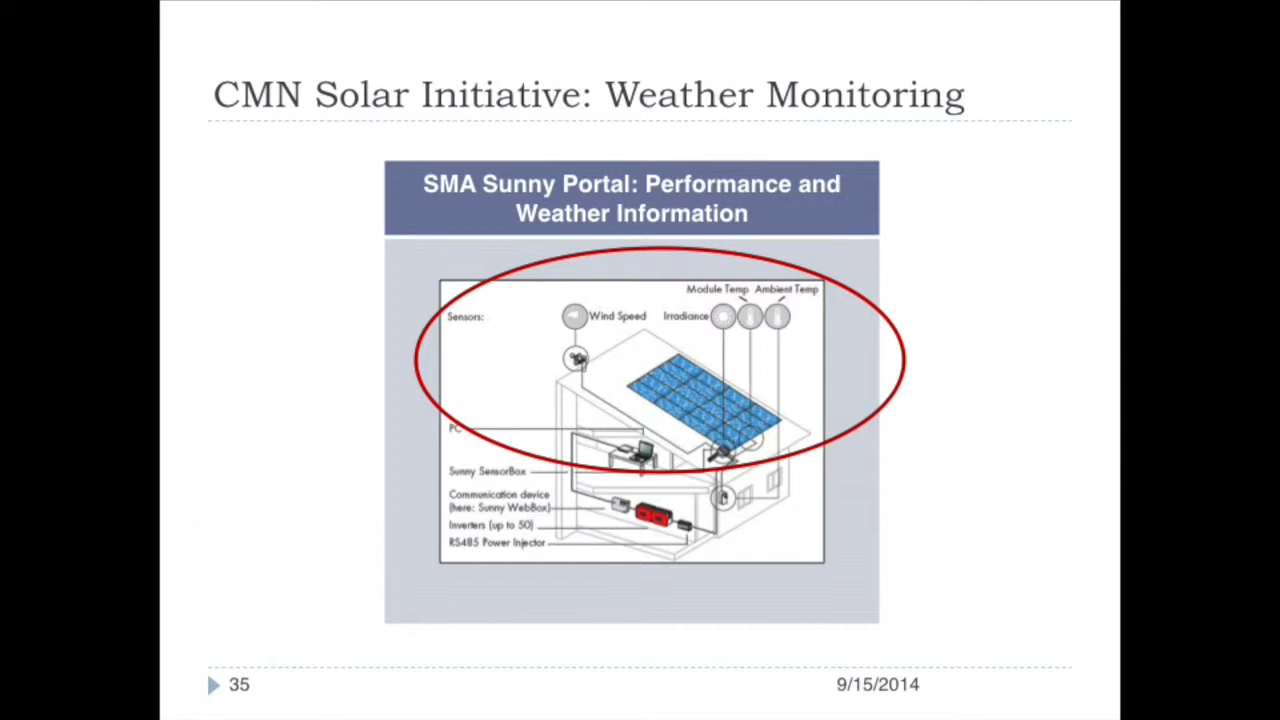 CMN Solar Initiative: Weather Monitoring
SMA Sunny Portal: Performance and
Weather Information
Module Temp Ambient Temp
Sensors: Wind Speed Irradiance
PC
Sunny SensorBox
Communication device
(here: Sunny WebBox)
Inverters (up to 50)
RS485 Power Injector
35 9/15/2014